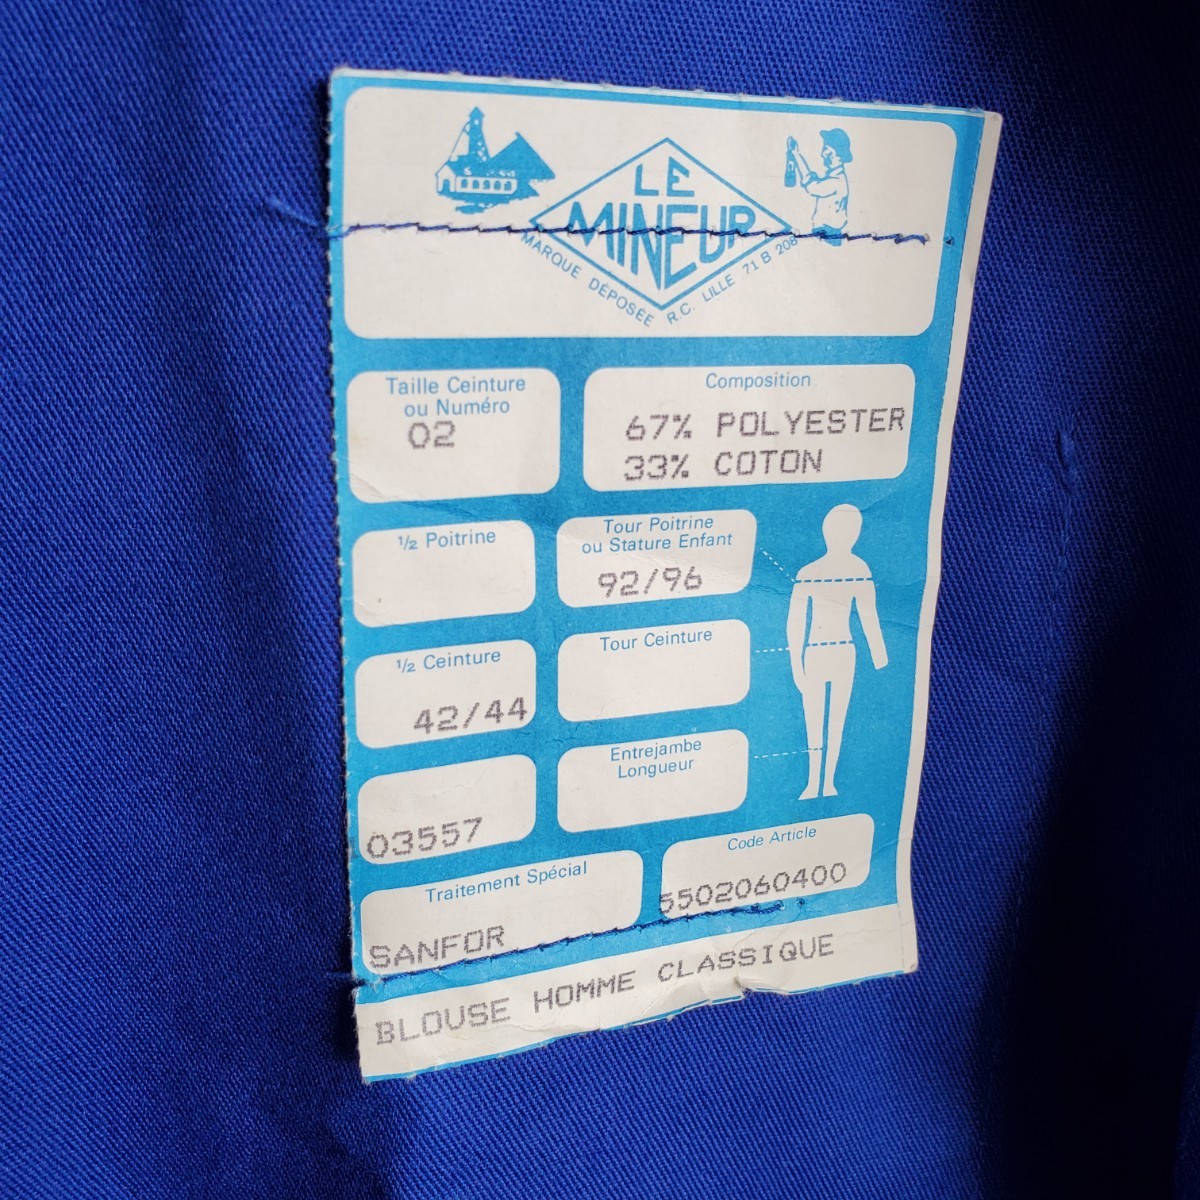 LE
MINEUR
MARQUE DÉPOSÉE R.C. LILLE 71 B 208
Taille Ceinture
ou Numéro
02
Composition
67% POLYESTER
33% COTON
½ Poitrine
Tour Poitrine
ou Stature Enfant
92/96
½ Ceinture
42/44
Tour Ceinture
03557
Entrejambe
Longueur
Traitement Spécial
SANFOR
Code Article
5502060400
BLOUSE HOMME CLASSIQUE